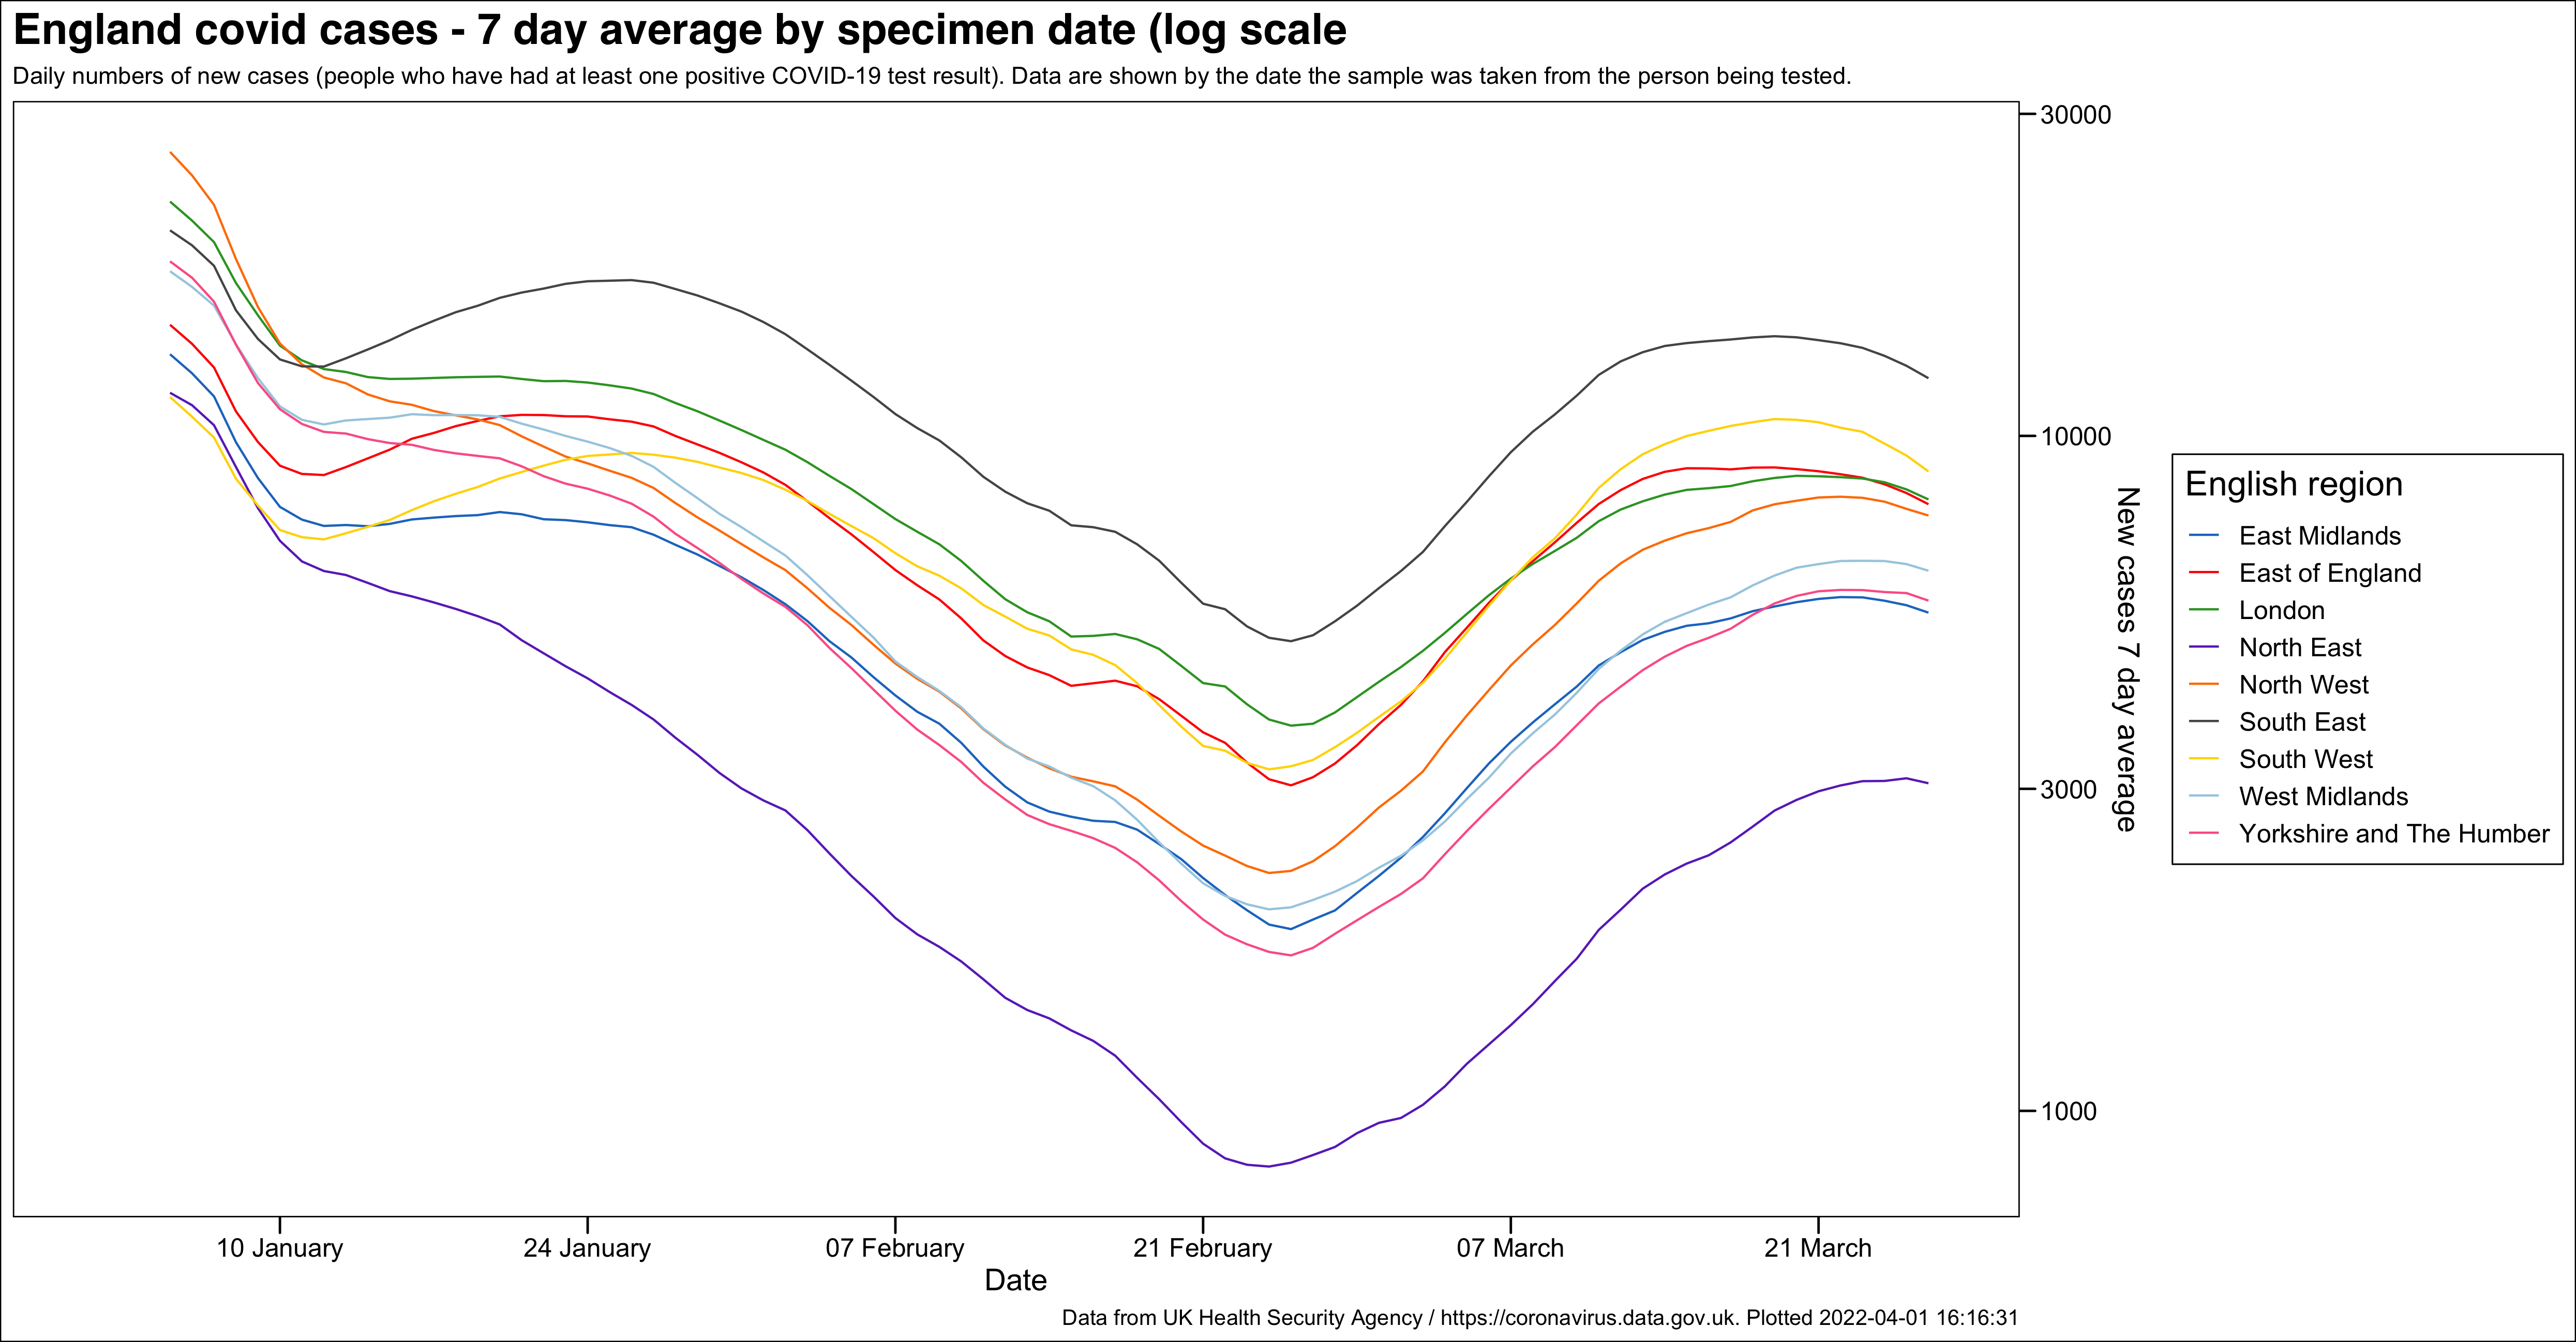 England covid cases - 7 day average by specimen date (log scale
Daily numbers of new cases (people who have had at least one positive COVID-19 test result). Data are shown by the date the sample was taken from the person being tested.
30000
10000
3000
1000
New cases 7 day average
English region
East Midlands
East of England
London
North East
North West
South East
South West
West Midlands
Yorkshire and The Humber
10 January
24 January
07 February
21 February
07 March
21 March
Date
Data from UK Health Security Agency / https://coronavirus.data.gov.uk. Plotted 2022-04-01 16:16:31